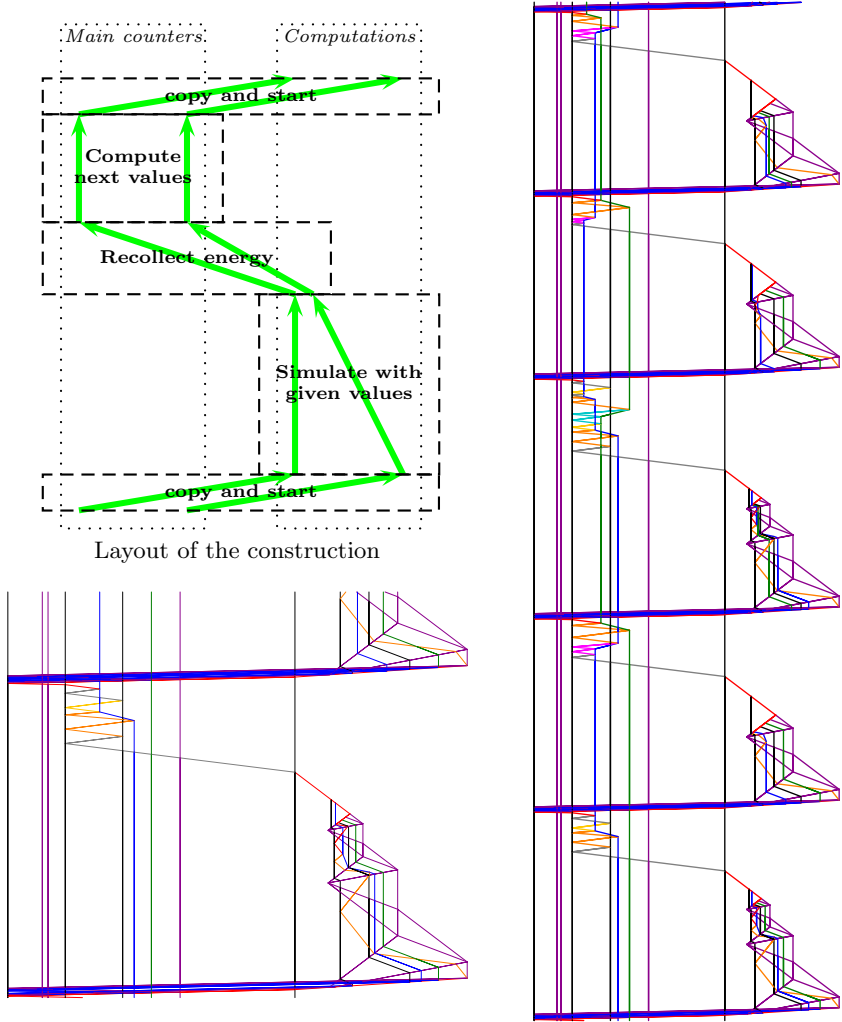 Main counters
Computations
copy and start
Compute
next values
Recollect energy
Simulate with
given values
copy and start
Layout of the construction